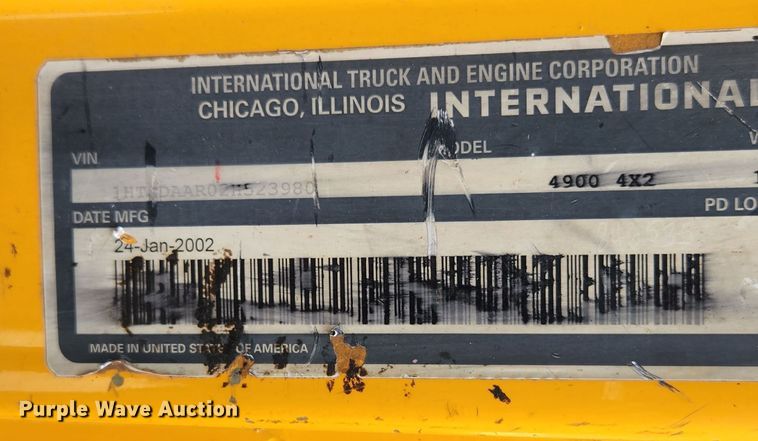 INTERNATIONAL TRUCK AND ENGINE CORPORATION
CHICAGO, ILLINOIS INTERNATIONAL
VIN MODEL
4900 4X2
DATE MFG PD LO
24-Jan-2002
MADE IN UNITED STATES OF AMERICA
Purple Wave Auction